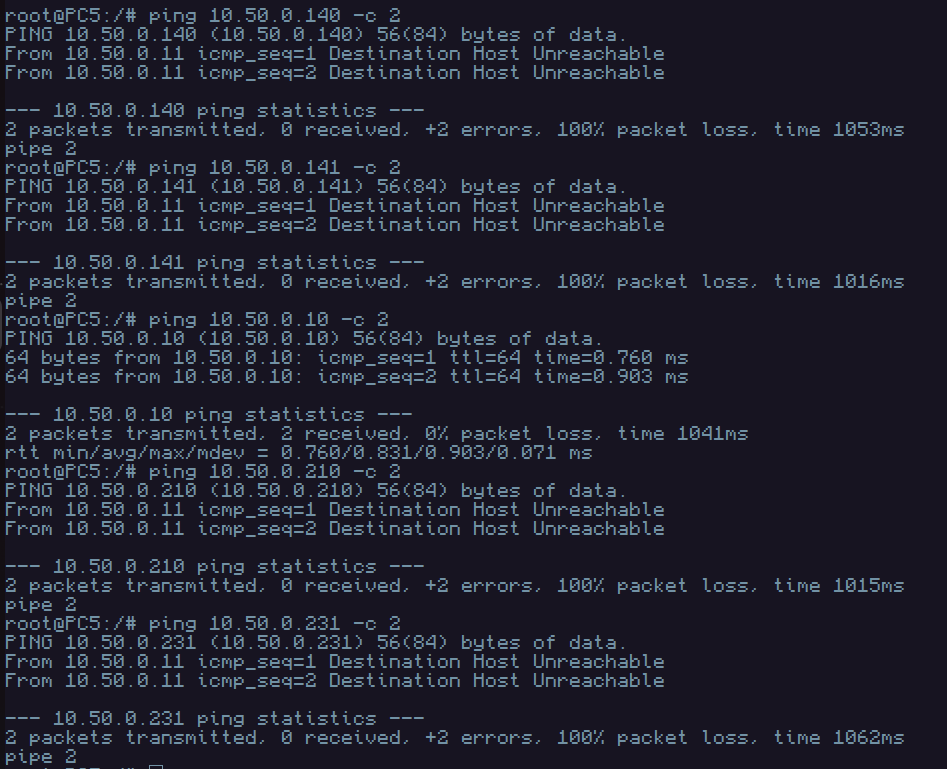 root@PC5:/# ping 10.50.0.140 -c 2
PING 10.50.0.140 (10.50.0.140) 56(84) bytes of data.
From 10.50.0.11 icmp_seq=1 Destination Host Unreachable
From 10.50.0.11 icmp_seq=2 Destination Host Unreachable
--- 10.50.0.140 ping statistics ---
2 packets transmitted, 0 received, +2 errors, 100% packet loss, time 1053ms
pipe 2
root@PC5:/# ping 10.50.0.141 -c 2
PING 10.50.0.141 (10.50.0.141) 56(84) bytes of data.
From 10.50.0.11 icmp_seq=1 Destination Host Unreachable
From 10.50.0.11 icmp_seq=2 Destination Host Unreachable
--- 10.50.0.141 ping statistics ---
2 packets transmitted, 0 received, +2 errors, 100% packet loss, time 1016ms
pipe 2
root@PC5:/# ping 10.50.0.10 -c 2
PING 10.50.0.10 (10.50.0.10) 56(84) bytes of data.
64 bytes from 10.50.0.10: icmp_seq=1 ttl=64 time=0.760 ms
64 bytes from 10.50.0.10: icmp_seq=2 ttl=64 time=0.903 ms
--- 10.50.0.10 ping statistics ---
2 packets transmitted, 2 received, 0% packet loss, time 1041ms
rtt min/avg/max/mdev = 0.760/0.831/0.903/0.071 ms
root@PC5:/# ping 10.50.0.210 -c 2
PING 10.50.0.210 (10.50.0.210) 56(84) bytes of data.
From 10.50.0.11 icmp_seq=1 Destination Host Unreachable
From 10.50.0.11 icmp_seq=2 Destination Host Unreachable
--- 10.50.0.210 ping statistics ---
2 packets transmitted, 0 received, +2 errors, 100% packet loss, time 1015ms
pipe 2
root@PC5:/# ping 10.50.0.231 -c 2
PING 10.50.0.231 (10.50.0.231) 56(84) bytes of data.
From 10.50.0.11 icmp_seq=1 Destination Host Unreachable
From 10.50.0.11 icmp_seq=2 Destination Host Unreachable
--- 10.50.0.231 ping statistics ---
2 packets transmitted, 0 received, +2 errors, 100% packet loss, time 1062ms
pipe 2